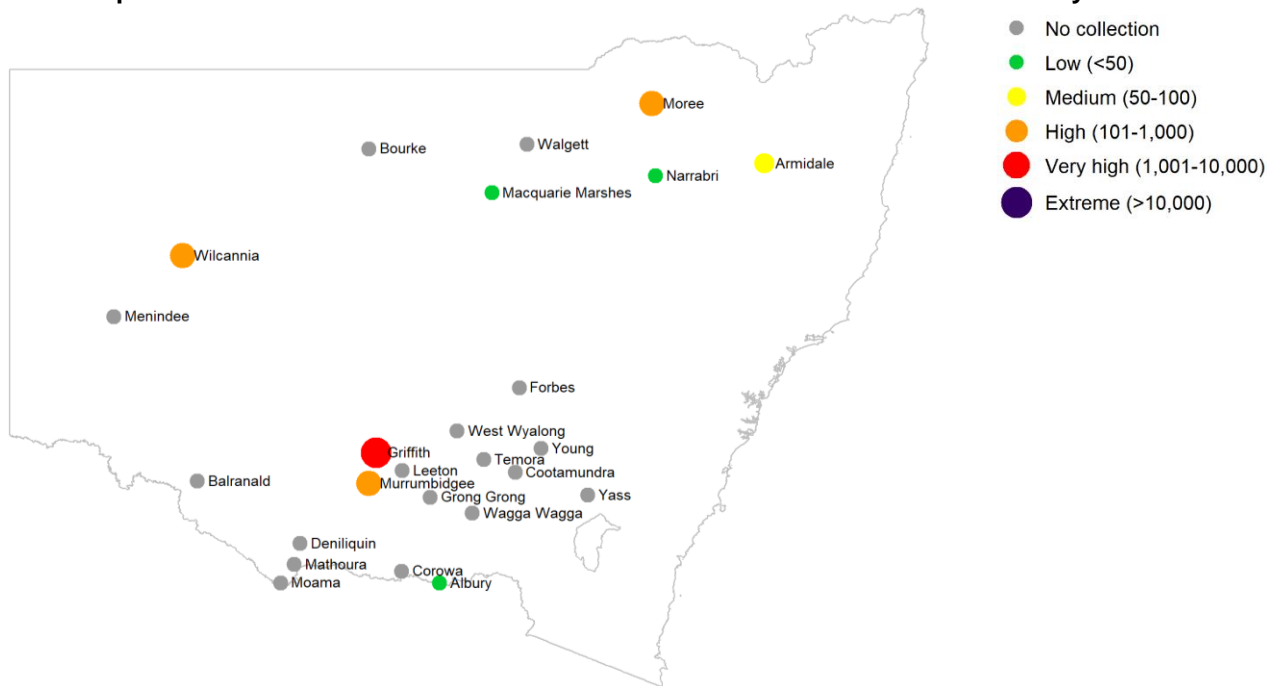 No collection
Low (<50)
Medium (50-100)
High (101-1,000)
Very high (1,001-10,000)
Extreme (>10,000)
Moree
Bourke
Walgett
Armidale
Narrabri
Macquarie Marshes
Wilcannia
Menindee
Forbes
West Wyalong
Young
Griffith
Temora
Leeton
Cootamundra
Balranald
Murrumbidgee
Grong Grong
Yass
Wagga Wagga
Deniliquin
Mathoura
Corowa
Moama
Albury